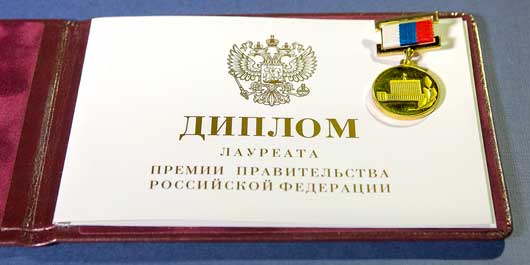 ДИПЛОМ
ЛАУРЕАТА
ПРЕМИИ ПРАВИТЕЛЬСТВА
РОССИЙСКОЙ ФЕДЕРАЦИИ